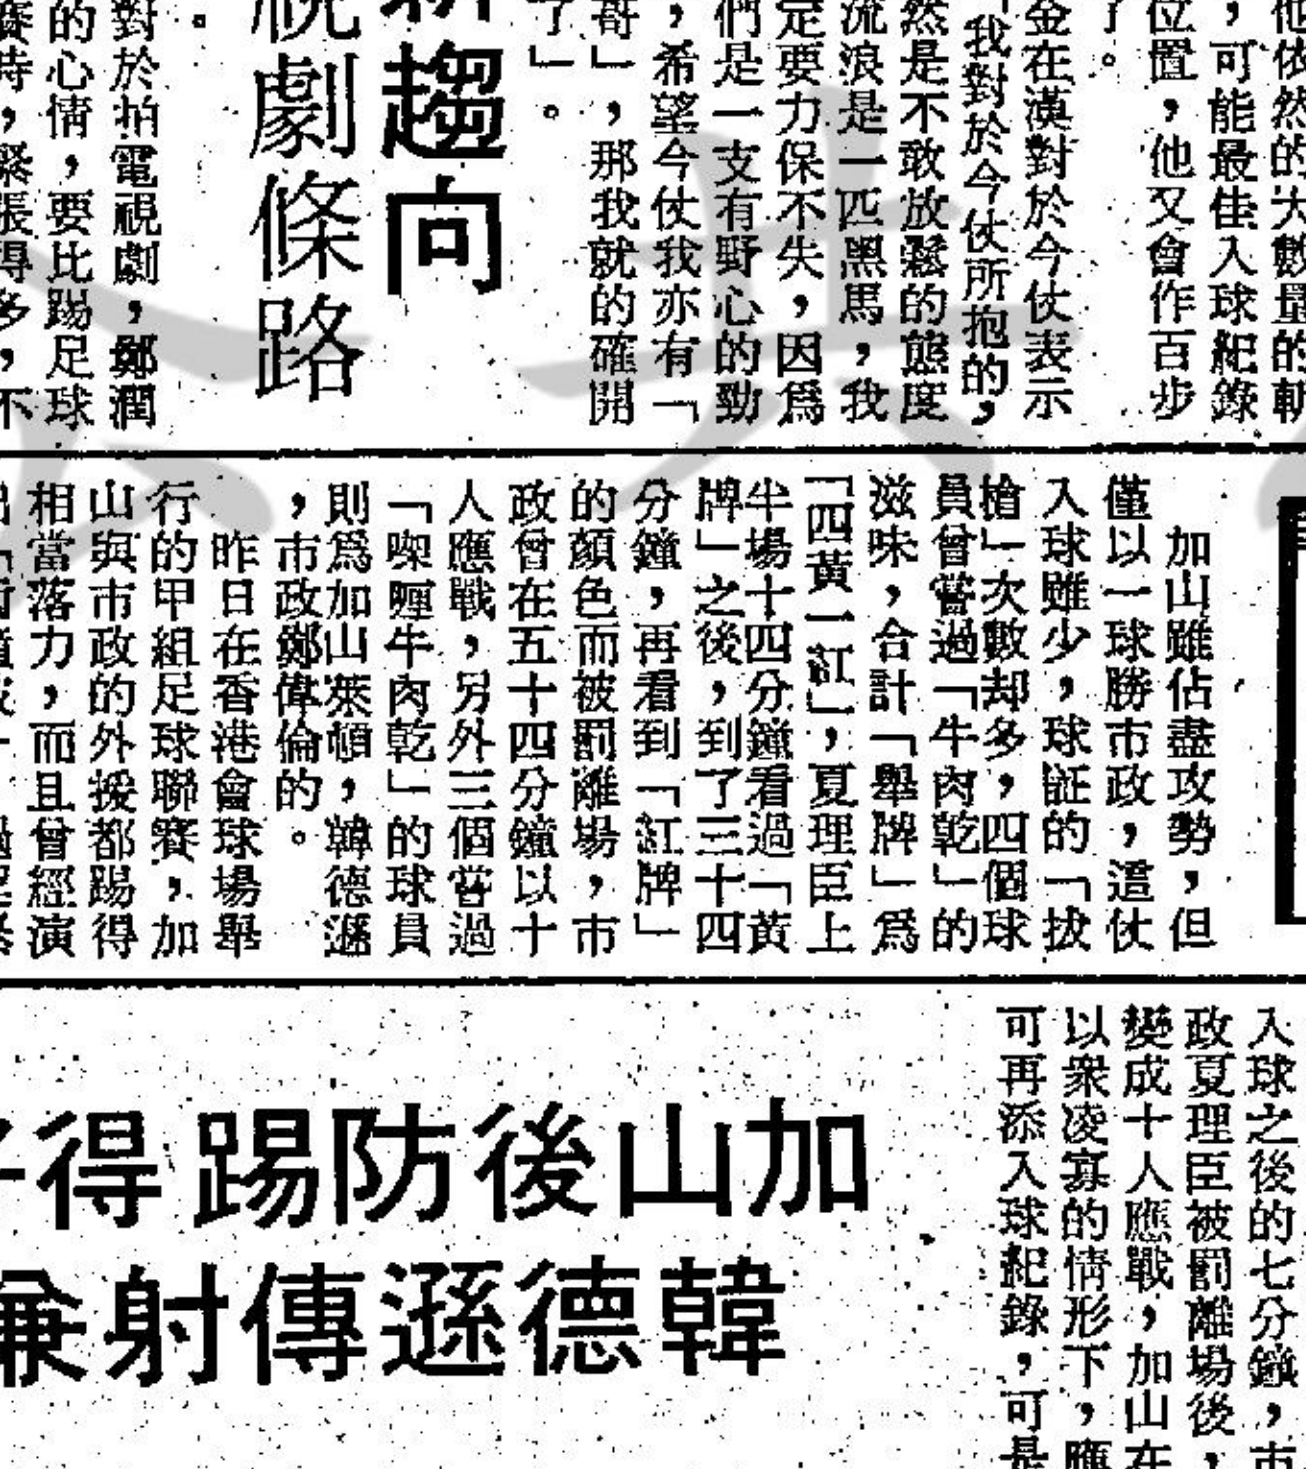 他依然的大數量的斬
，可能最佳入球紀錄
位置，他又會作百步
了。
金在漢對於今仗表示
「我對於今仗所抱的，
然是不敢放鬆的態度
流浪是一匹黑馬，我
定要力保不失，因爲
們是一支有野心的勁
，希望今仗我亦有「
哥」，那我就的確開
了」。
新趨向
視劇條路
。
對於拍電視劇，鄭潤
的心情，要比踢足球
賽時，緊張得多，不
加山雖佔盡攻勢，但
僅以一球勝市政，這仗
入球雖少，球証的「拔
槍」次數却多，四個球
員曾嘗過「牛肉乾」的
滋味，合計「舉牌」爲
「四黃一紅」，夏理臣上
半場十四分鐘看過「黃
牌」之後，到了三十四
分鐘，再看到「紅牌」
的顏色而被罰離場，市
政曾在五十四分鐘以十
人應戰，另外三個嘗過
「喫喱牛肉乾」的球員
則爲加山萊頓，韓德遜
，市政鄭偉倫的。
昨日在香港會球場舉
行的甲組足球聯賽，加
山與市政的外援都踢得
相當落力，而且曾經演
入球之後的七分鐘，市
政夏理臣被罰離場後，
變成十人應戰，加山在
以衆凌寡的情形下，應
可再添入球紀錄，可是
加山後防踢得
韓德遜傳射兼